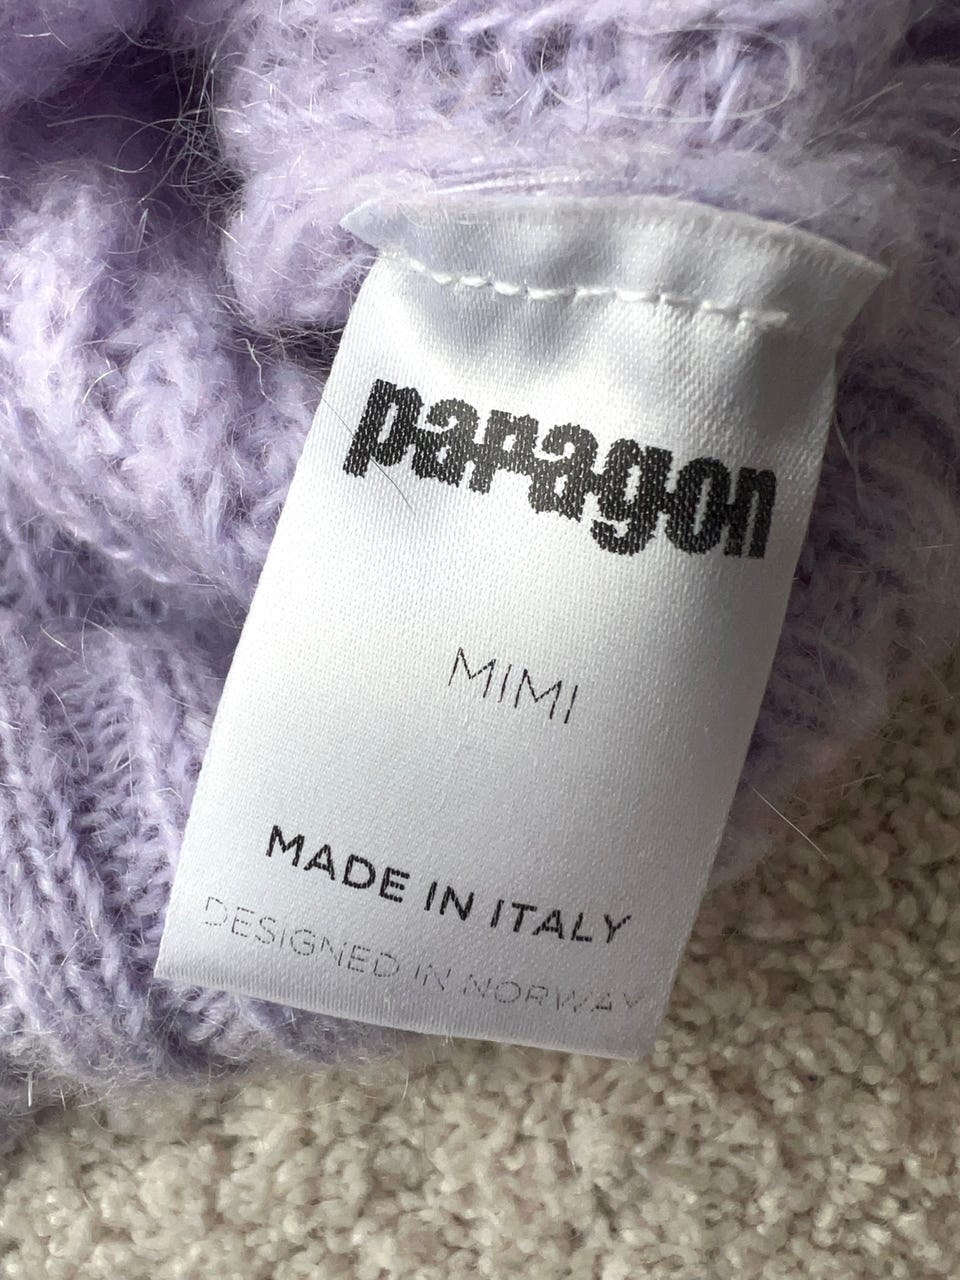 paragon
MIMI
MADE IN ITALY
DESIGNED IN NORWAY